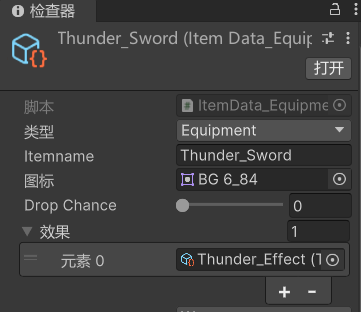 检查器
Thunder_Sword (Item Data_Equip
打开
脚本 ItemData_Equipme
类型 Equipment
Itemname Thunder_Sword
图标 BG 6_84
Drop Chance 0
效果 1
元素 0 Thunder_Effect (T
+ -